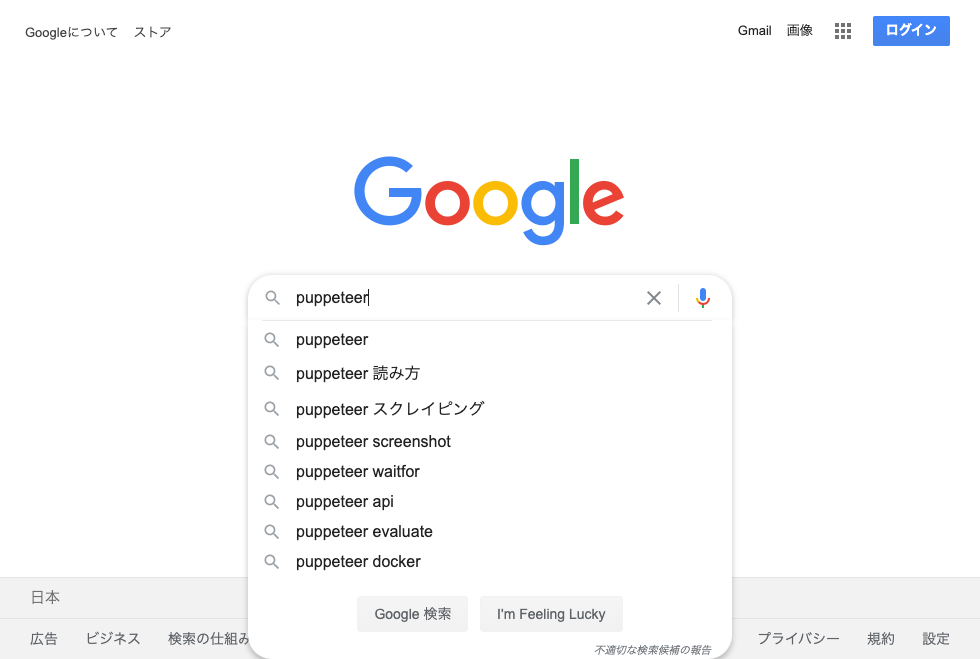 Googleについて ストア Gmail 画像 ログイン
Google
puppeteer
puppeteer
puppeteer 読み方
puppeteer スクレイピング
puppeteer screenshot
puppeteer waitfor
puppeteer api
puppeteer evaluate
puppeteer docker
日本
Google 検索 I'm Feeling Lucky
広告 ビジネス 検索の仕組み プライバシー 規約 設定
不適切な検索候補の報告